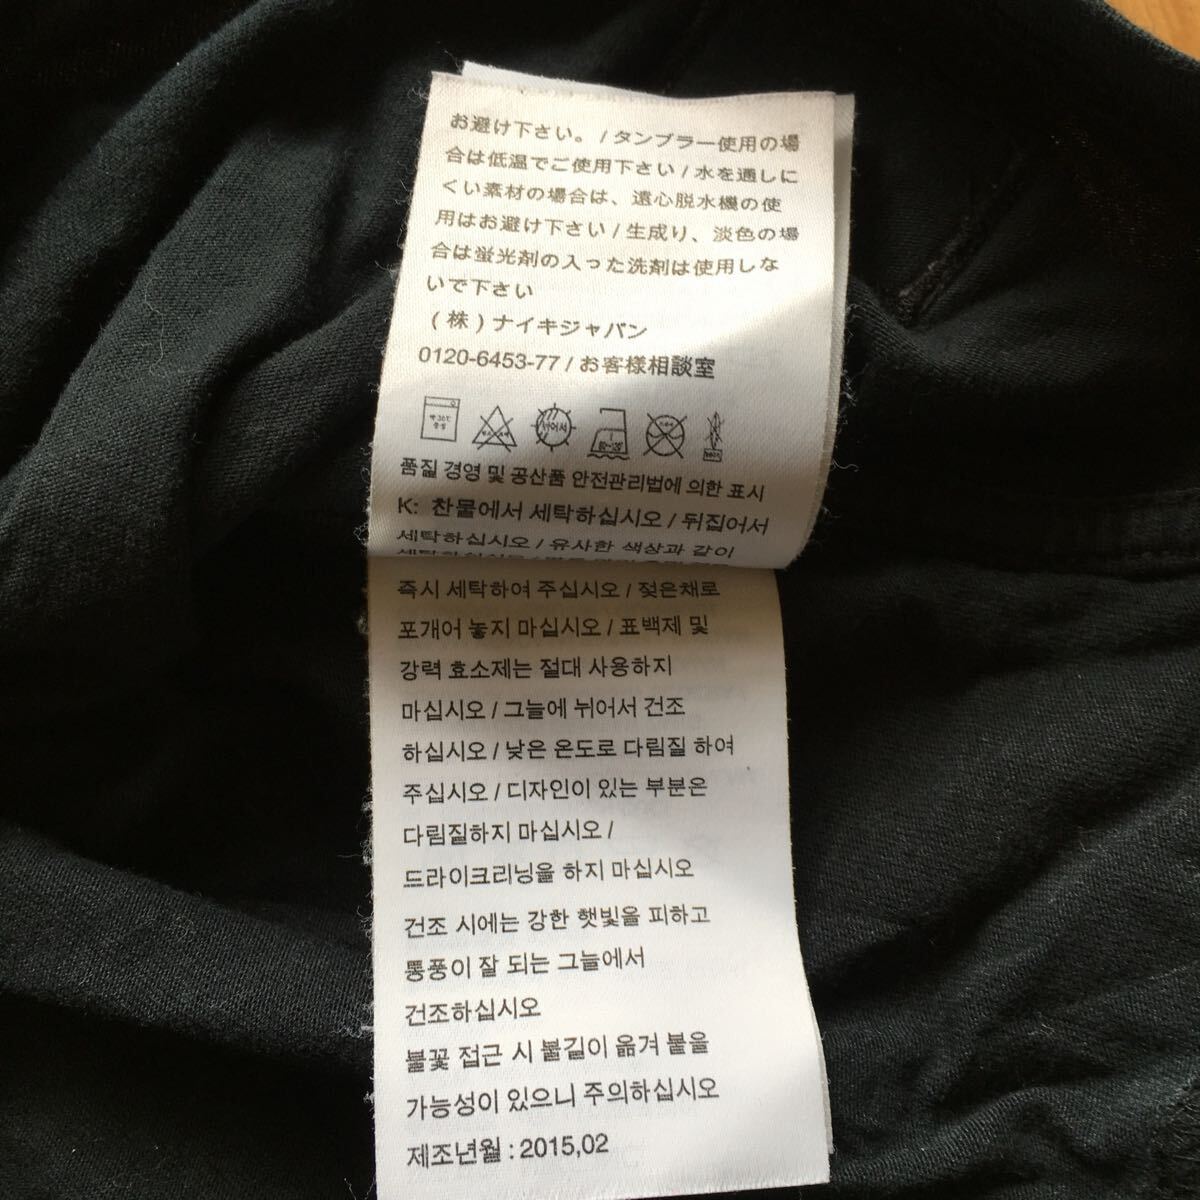 お避け下さい。/ タンブラー使用の場
合は低温でご使用下さい / 水を通しに
くい素材の場合は、遠心脱水機の使
用はお避け下さい / 生成り、淡色の場
合は蛍光剤の入った洗剤は使用しな
いで下さい
(株)ナイキジャパン
0120-6453-77 / お客様相談室
품질 경영 및 공산품 안전관리법에 의한 표시
K: 찬물에서 세탁하십시오 / 뒤집어서
세탁하십시오 / 유사한 색상과 같이
즉시 세탁하여 주십시오 / 젖은채로
포개어 놓지 마십시오 / 표백제 및
강력 효소제는 절대 사용하지
마십시오 / 그늘에 뉘어서 건조
하십시오 / 낮은 온도로 다림질 하여
주십시오 / 디자인이 있는 부분은
다림질하지 마십시오 /
드라이크리닝을 하지 마십시오
건조 시에는 강한 햇빛을 피하고
통풍이 잘 되는 그늘에서
건조하십시오
불꽃 접근 시 불길이 옮겨 붙을
가능성이 있으니 주의하십시오
제조년월 : 2015,02